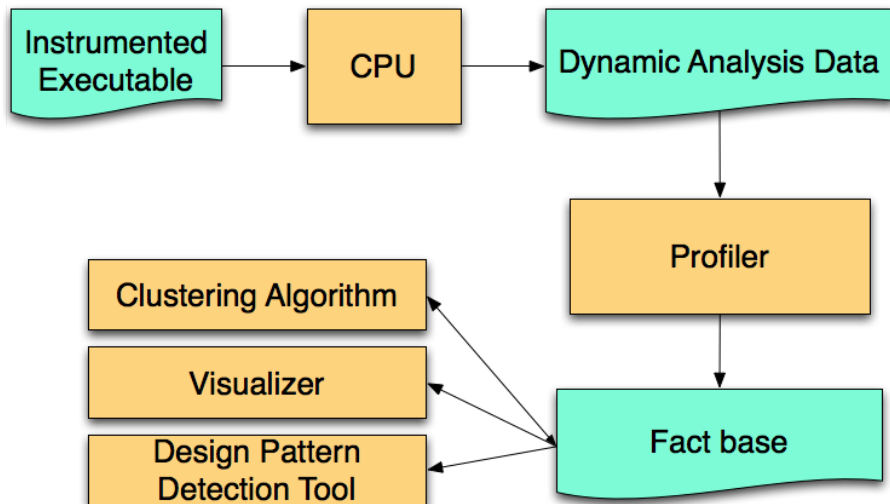 Instrumented
Executable
CPU
Dynamic Analysis Data
Profiler
Clustering Algorithm
Visualizer
Design Pattern
Detection Tool
Fact base